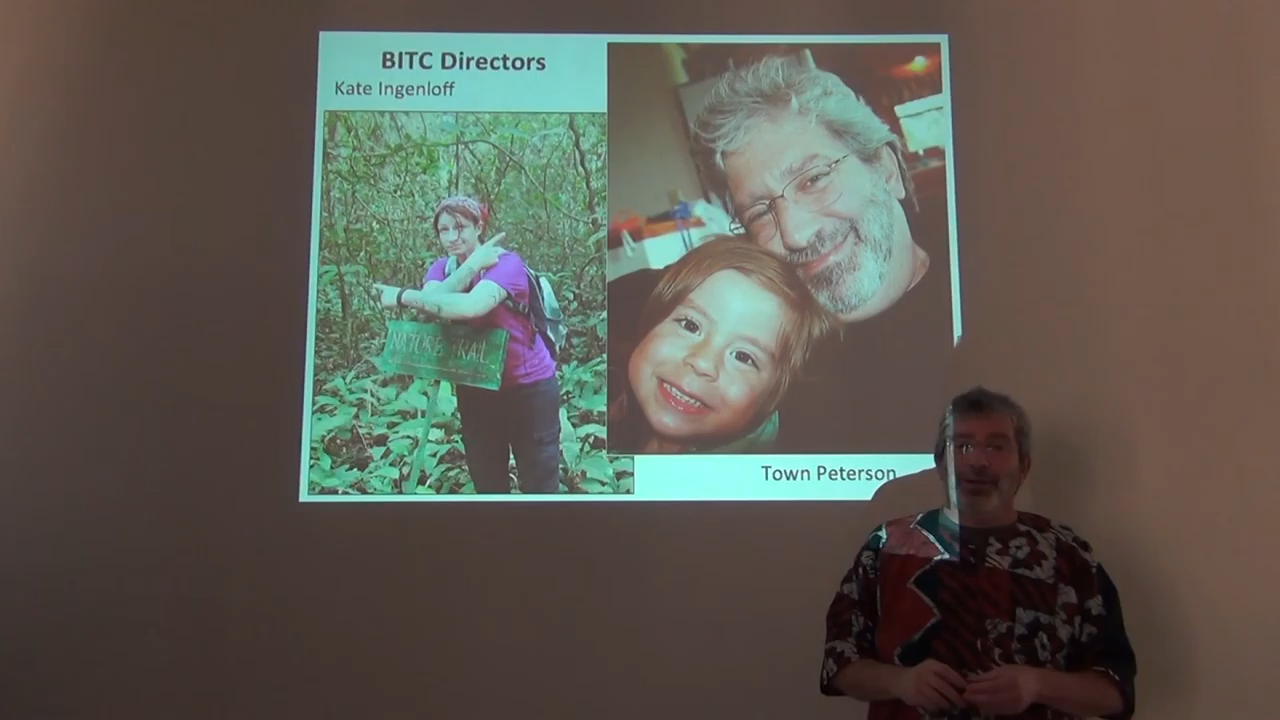 BITC Directors
Kate Ingenloff
NATURE TRAIL
Town Peterson